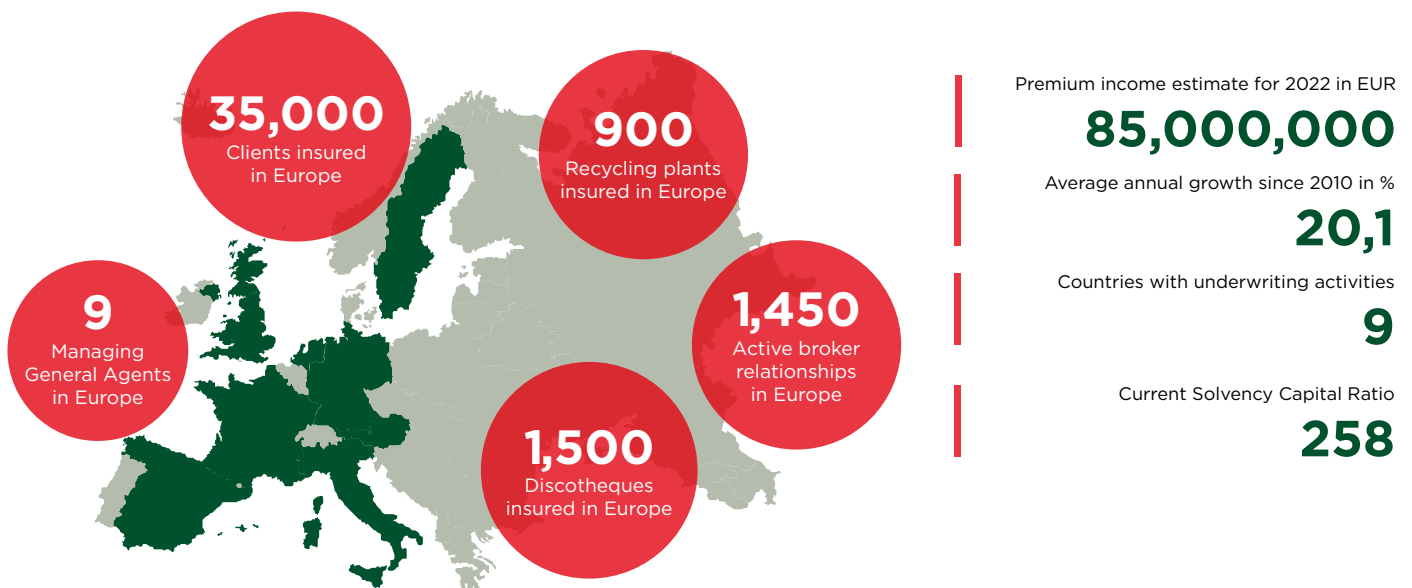 35,000
Clients insured
in Europe
900
Recycling plants
insured in Europe
9
Managing
General Agents
in Europe
1,450
Active broker
relationships
in Europe
1,500
Discotheques
insured in Europe
Premium income estimate for 2022 in EUR
85,000,000
Average annual growth since 2010 in %
20,1
Countries with underwriting activities
9
Current Solvency Capital Ratio
258